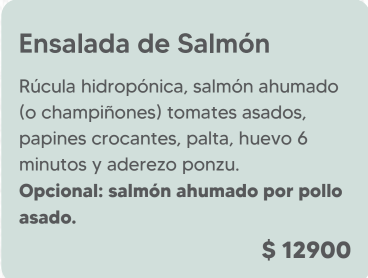 Ensalada de Salmón
Rúcula hidropónica, salmón ahumado
(o champiñones) tomates asados,
papines crocantes, palta, huevo 6
minutos y aderezo ponzu.
Opcional: salmón ahumado por pollo
asado.
$ 12900